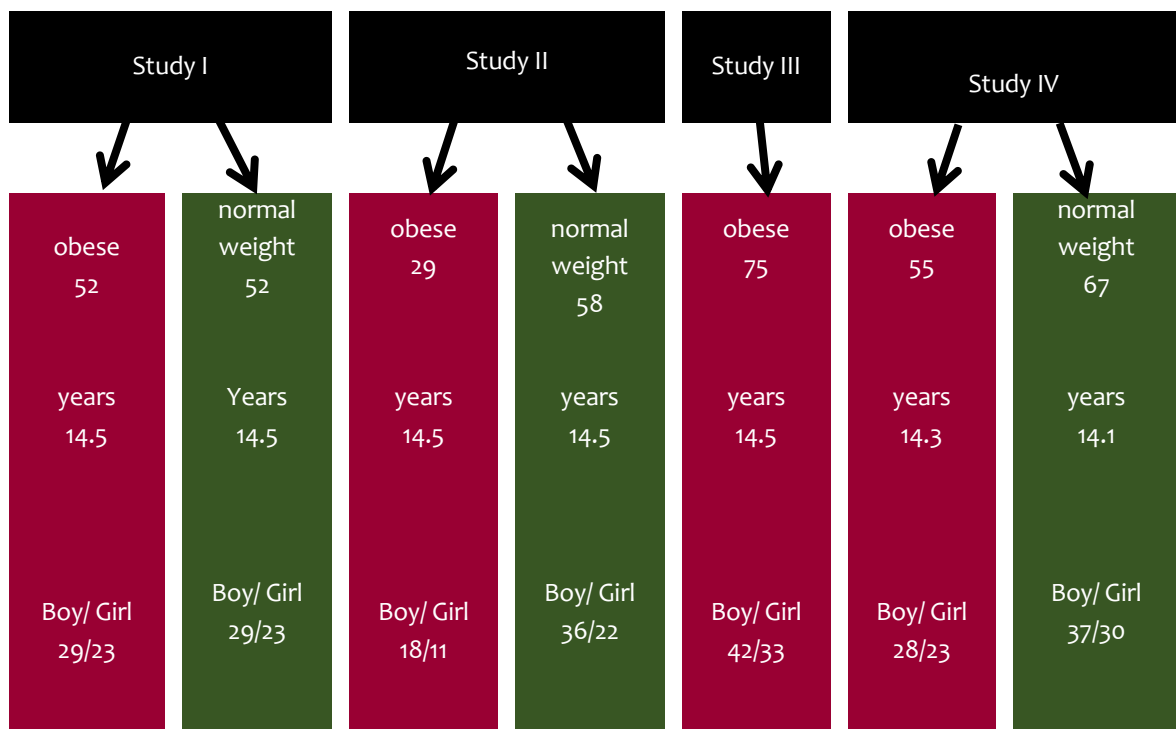 Study I
Study II
Study III
Study IV
obese
52
years
14.5
Boy/ Girl
29/23
normal
weight
52
Years
14.5
Boy/ Girl
29/23
obese
29
years
14.5
Boy/ Girl
18/11
normal
weight
58
years
14.5
Boy/ Girl
36/22
obese
75
years
14.5
Boy/ Girl
42/33
obese
55
years
14.3
Boy/ Girl
28/23
normal
weight
67
years
14.1
Boy/ Girl
37/30